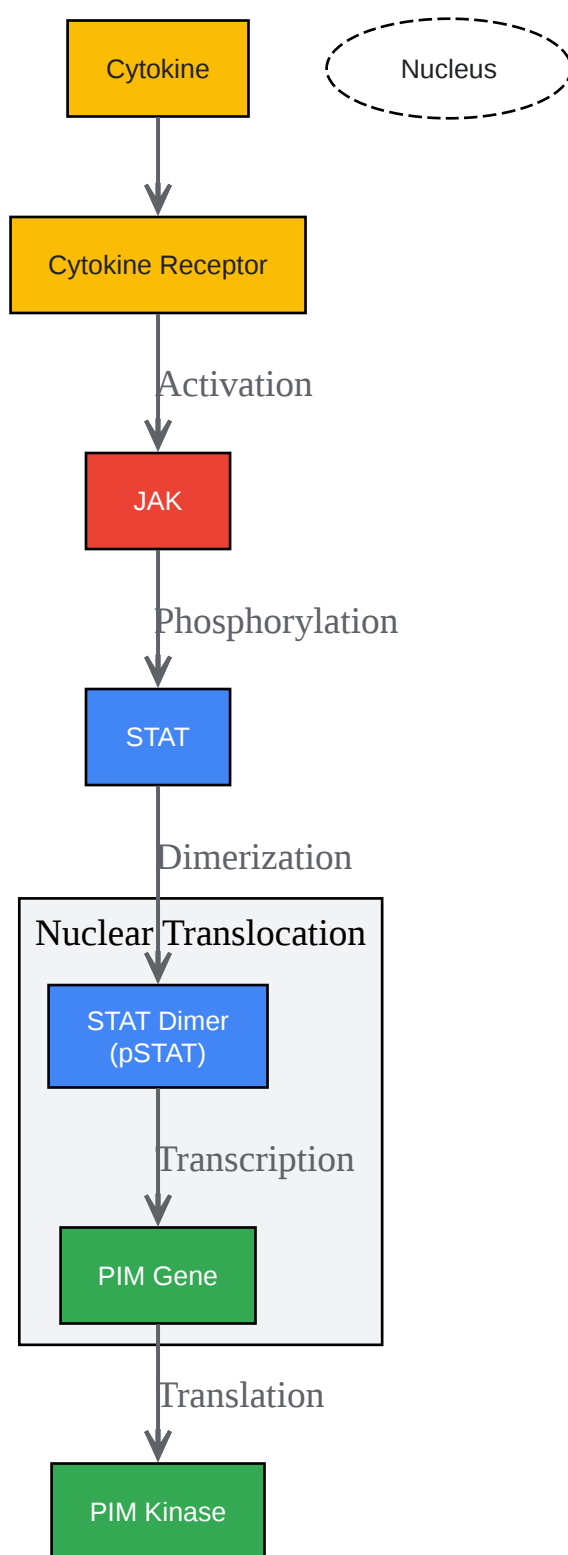 Cytokine
Nucleus
Cytokine Receptor
Activation
JAK
Phosphorylation
STAT
Dimerization
Nuclear Translocation
STAT Dimer
(pSTAT)
Transcription
PIM Gene
Translation
PIM Kinase